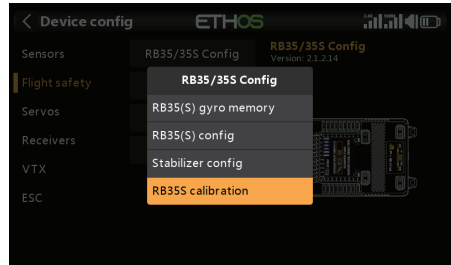 Device config
ETHOS
Sensors
RB35/35S Config
RB35/35S Config
Version: 2.1.2.14
Flight safety
RB35/35S Config
Servos
RB35(S) gyro memory
Receivers
RB35(S) config
VTX
Stabilizer config
ESC
RB35S calibration